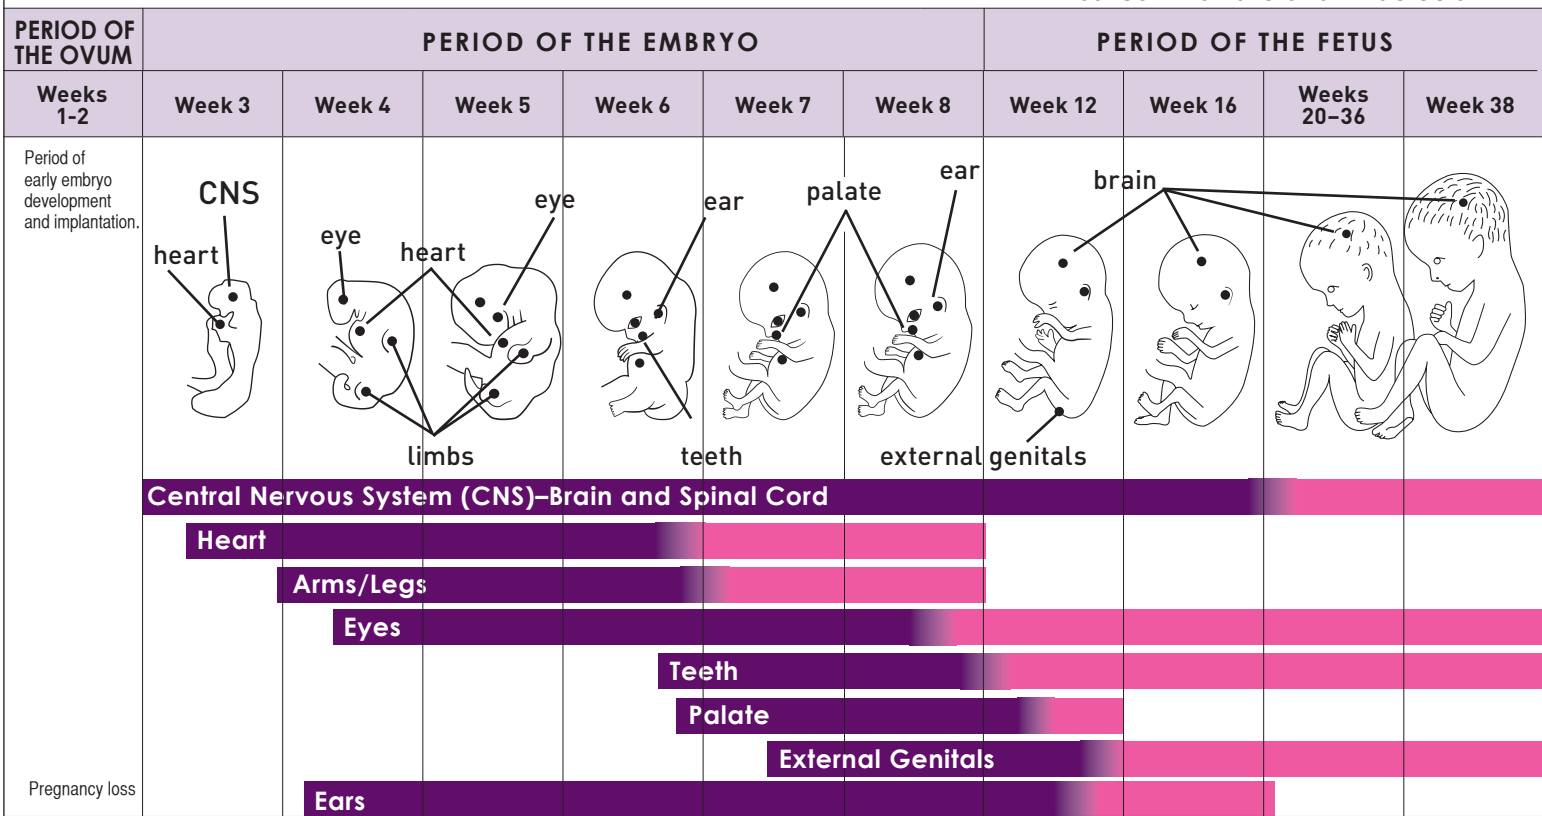 PERIOD OF
THE OVUM
PERIOD OF THE EMBRYO
PERIOD OF THE FETUS
Weeks
1-2
Week 3
Week 4
Week 5
Week 6
Week 7
Week 8
Week 12
Week 16
Weeks
20–36
Week 38
Period of
early embryo
development
and implantation.
CNS
heart
eye
heart
eye
ear
palate
ear
brain
limbs
teeth
external genitals
Central Nervous System (CNS)–Brain and Spinal Cord
Heart
Arms/Legs
Eyes
Teeth
Palate
External Genitals
Pregnancy loss
Ears